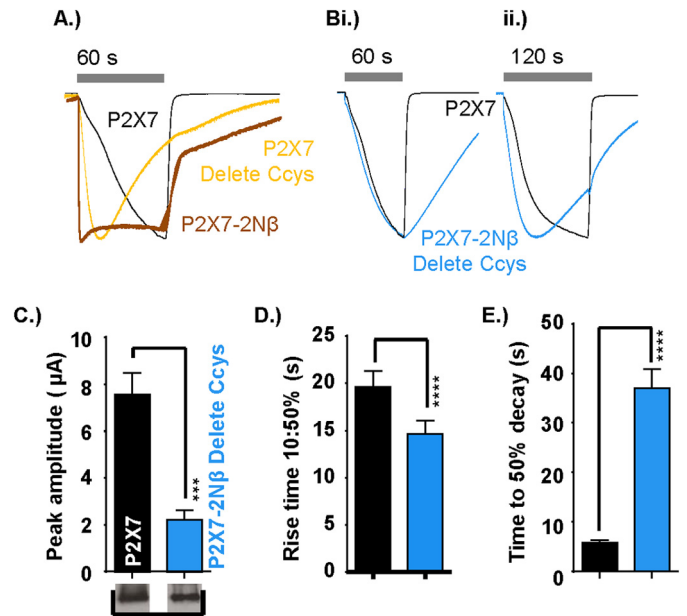 A.)
60 s
P2X7
P2X7
Delete Ccys
P2X7-2Nβ
Bi.)
60 s
ii.)
120 s
P2X7
P2X7-2Nβ
Delete Ccys
C.)
Peak amplitude ( µA)
10
8
6
4
2
0
P2X7
***
P2X7-2Nβ Delete Ccys
D.)
Rise time 10:50% (s)
25
20
15
10
5
0
****
E.)
Time to 50% decay (s)
50
40
30
20
10
0
****